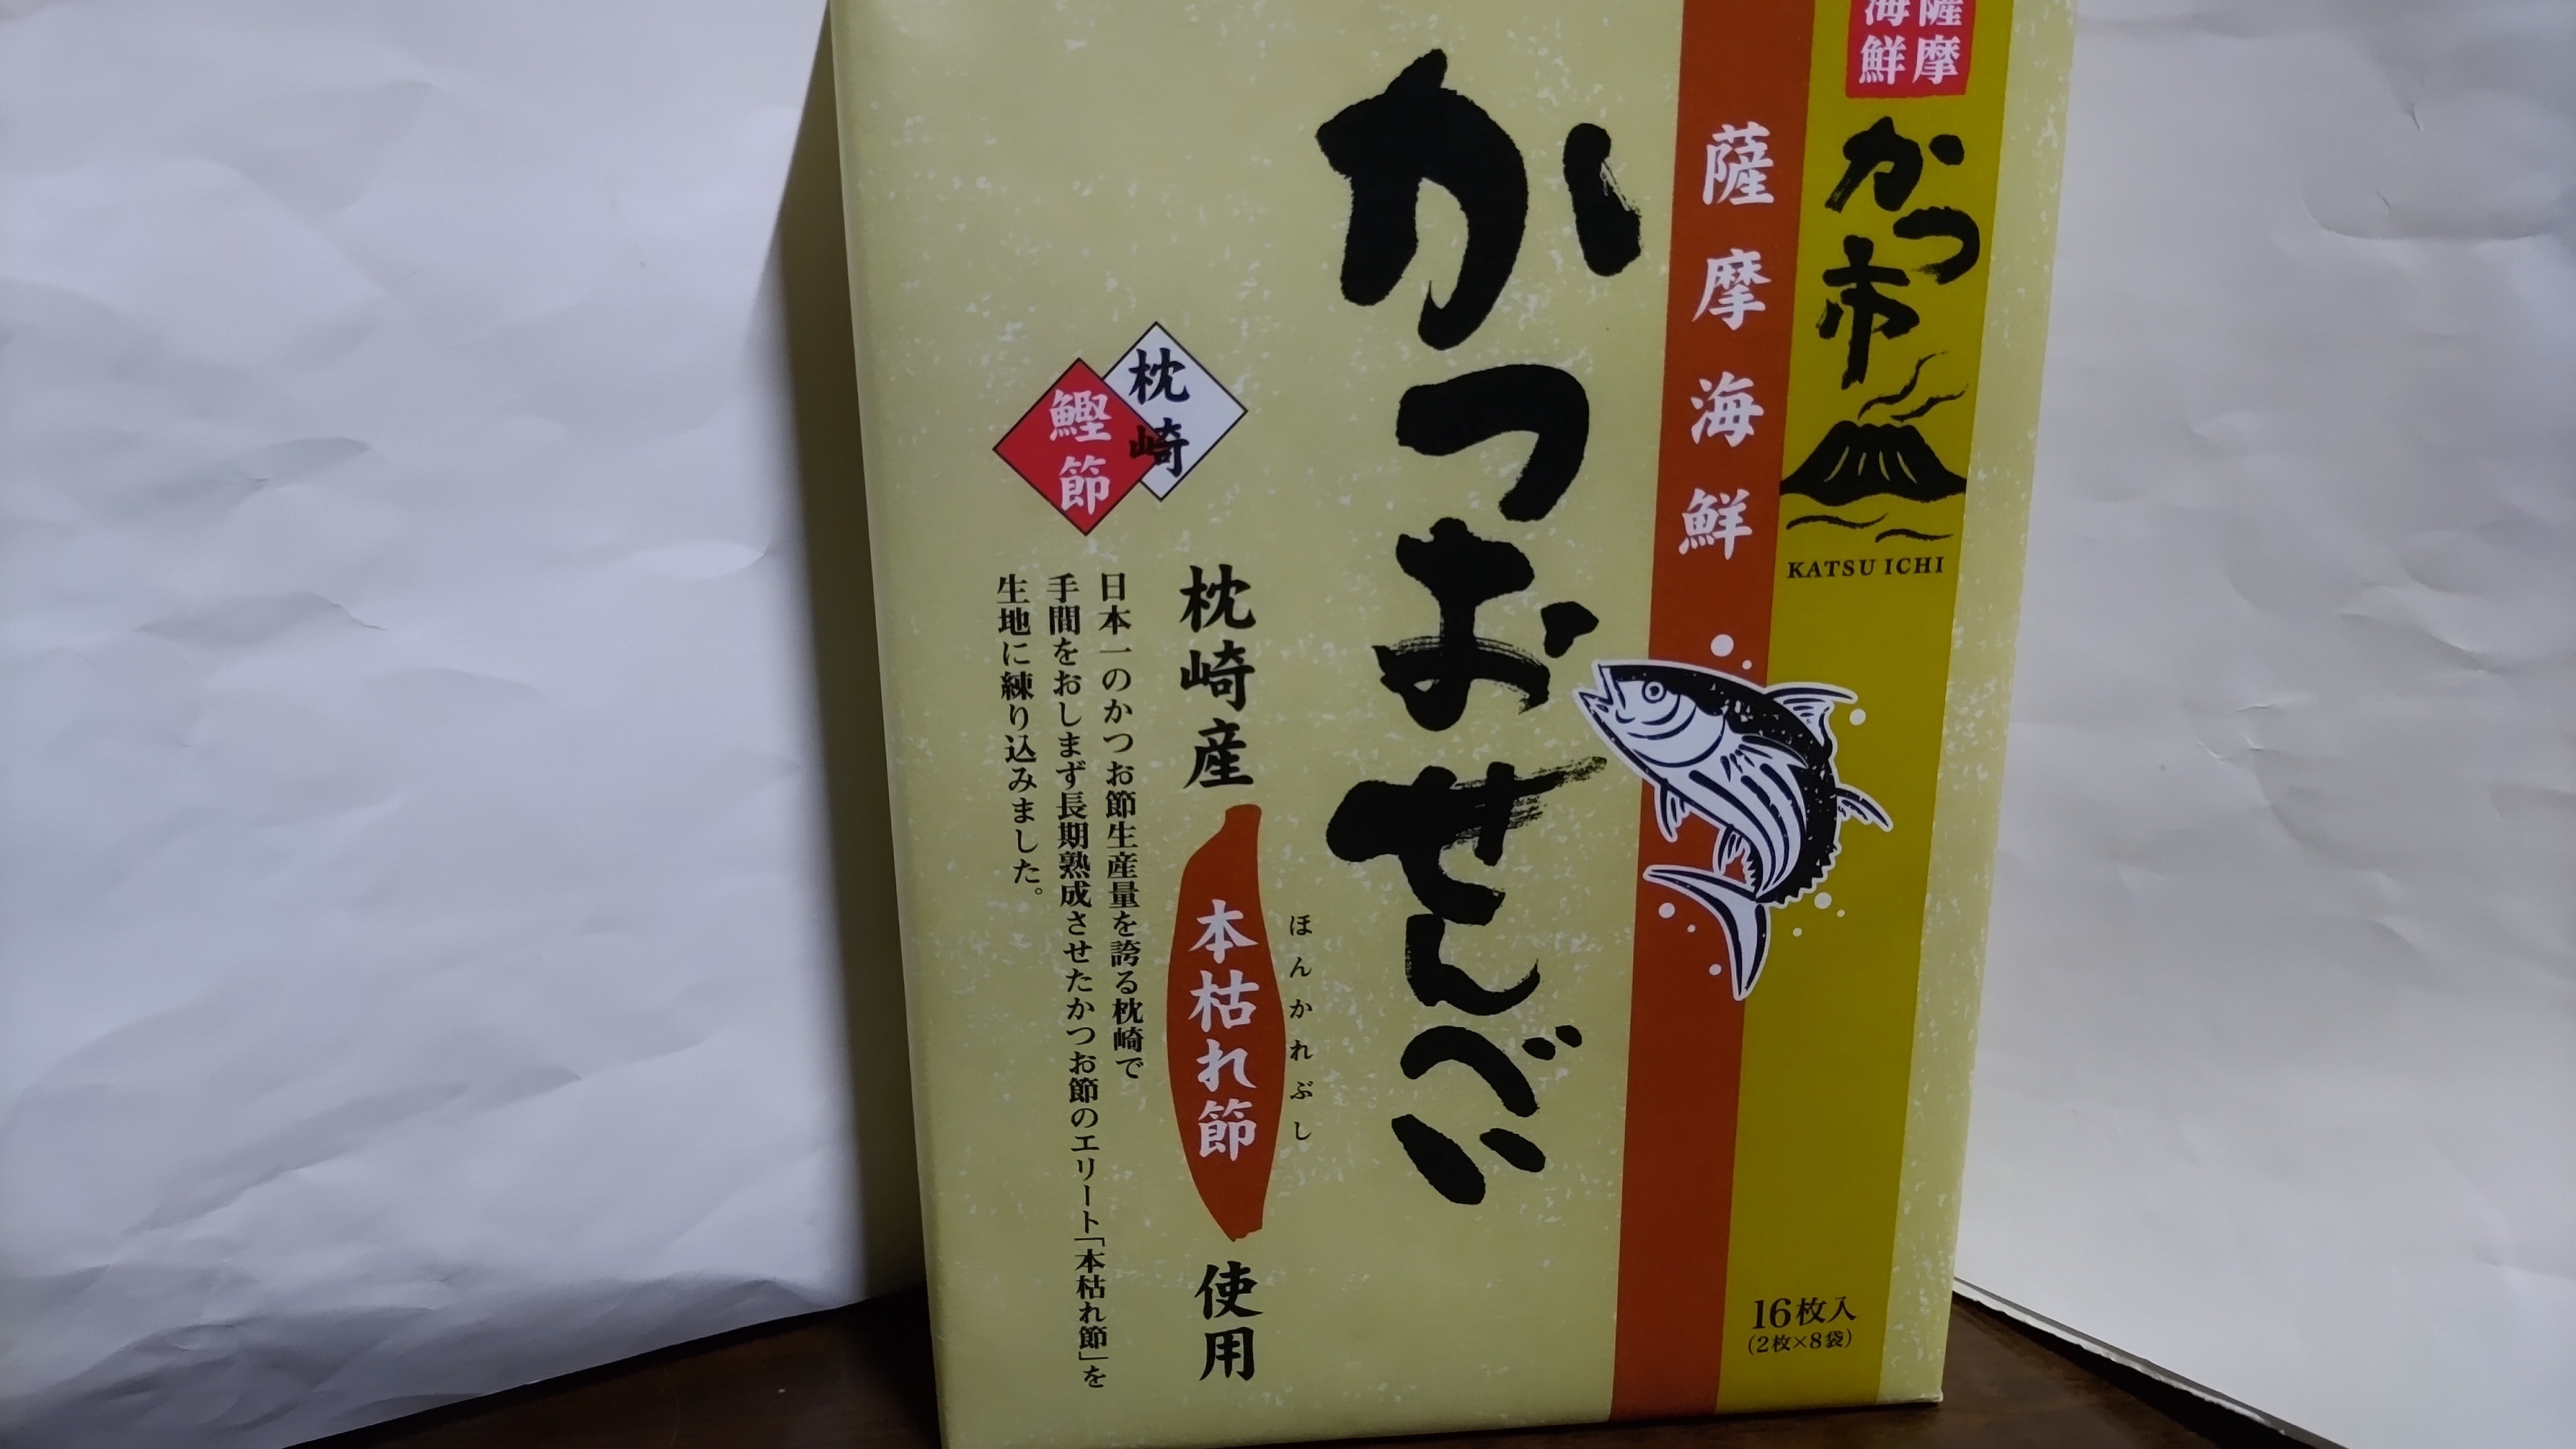 薩摩
海鮮
かつ市
KATSU ICHI
薩摩海鮮
かつおせんべい
枕崎
鰹節
枕崎産
ほんかれぶし
本枯れ節
使用
日本一のかつお節生産量を誇る枕崎で
手間をおしまず長期熟成させたかつお節のエリート「本枯れ節」を
生地に練り込みました。
16枚入
(2枚×8袋)